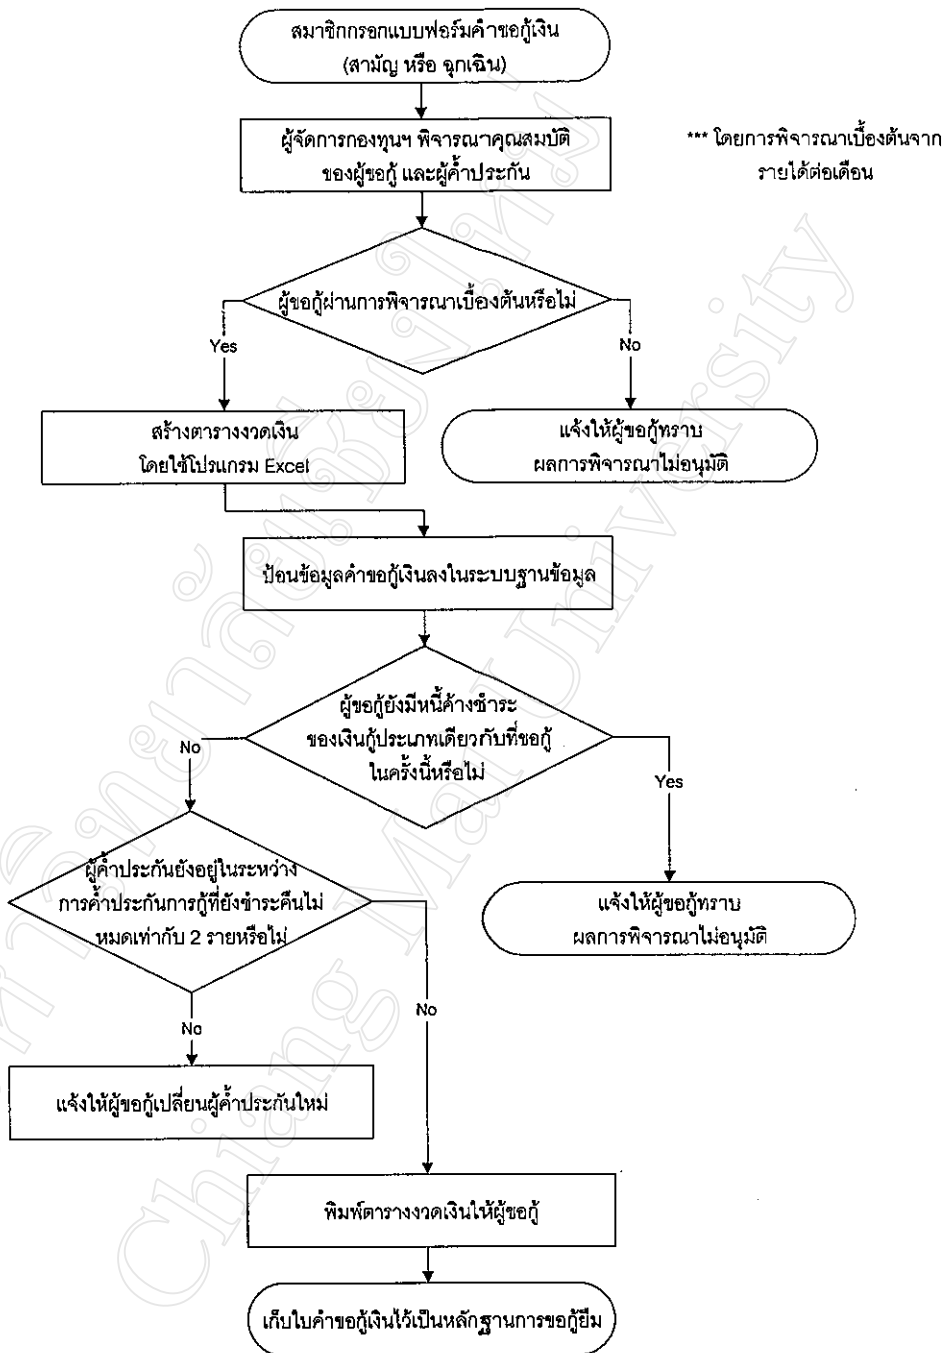 สมาชิกกรอกแบบฟอร์มคำขอกู้เงิน
(สามัญ หรือ ฉุกเฉิน)
ผู้จัดการกองทุนฯ พิจารณาคุณสมบัติ
ของผู้ขอกู้ และผู้ค้ำประกัน
*** โดยการพิจารณาเบื้องต้นจาก
รายได้ต่อเดือน
ผู้ขอกู้ผ่านการพิจารณาเบื้องต้นหรือไม่
Yes
No
สร้างตารางงวดเงิน
โดยใช้โปรแกรม Excel
แจ้งให้ผู้ขอกู้ทราบ
ผลการพิจารณาไม่อนุมัติ
ป้อนข้อมูลคำขอกู้เงินลงในระบบฐานข้อมูล
ผู้ขอกู้ยังมีหนี้ค้างชำระ
ของเงินกู้ประเภทเดียวกับที่ขอกู้
ในครั้งนี้หรือไม่
No
Yes
ผู้ค้ำประกันยังอยู่ในระหว่าง
การค้ำประกันการกู้ที่ยังชำระคืนไม่
หมดเท่ากับ 2 รายหรือไม่
แจ้งให้ผู้ขอกู้ทราบ
ผลการพิจารณาไม่อนุมัติ
No
No
แจ้งให้ผู้ขอกู้เปลี่ยนผู้ค้ำประกันใหม่
พิมพ์ตารางงวดเงินให้ผู้ขอกู้
เก็บใบคำขอกู้เงินไว้เป็นหลักฐานการขอกู้ยืม
มหาวิทยาลัยเชียงใหม่
Chiang Mai University